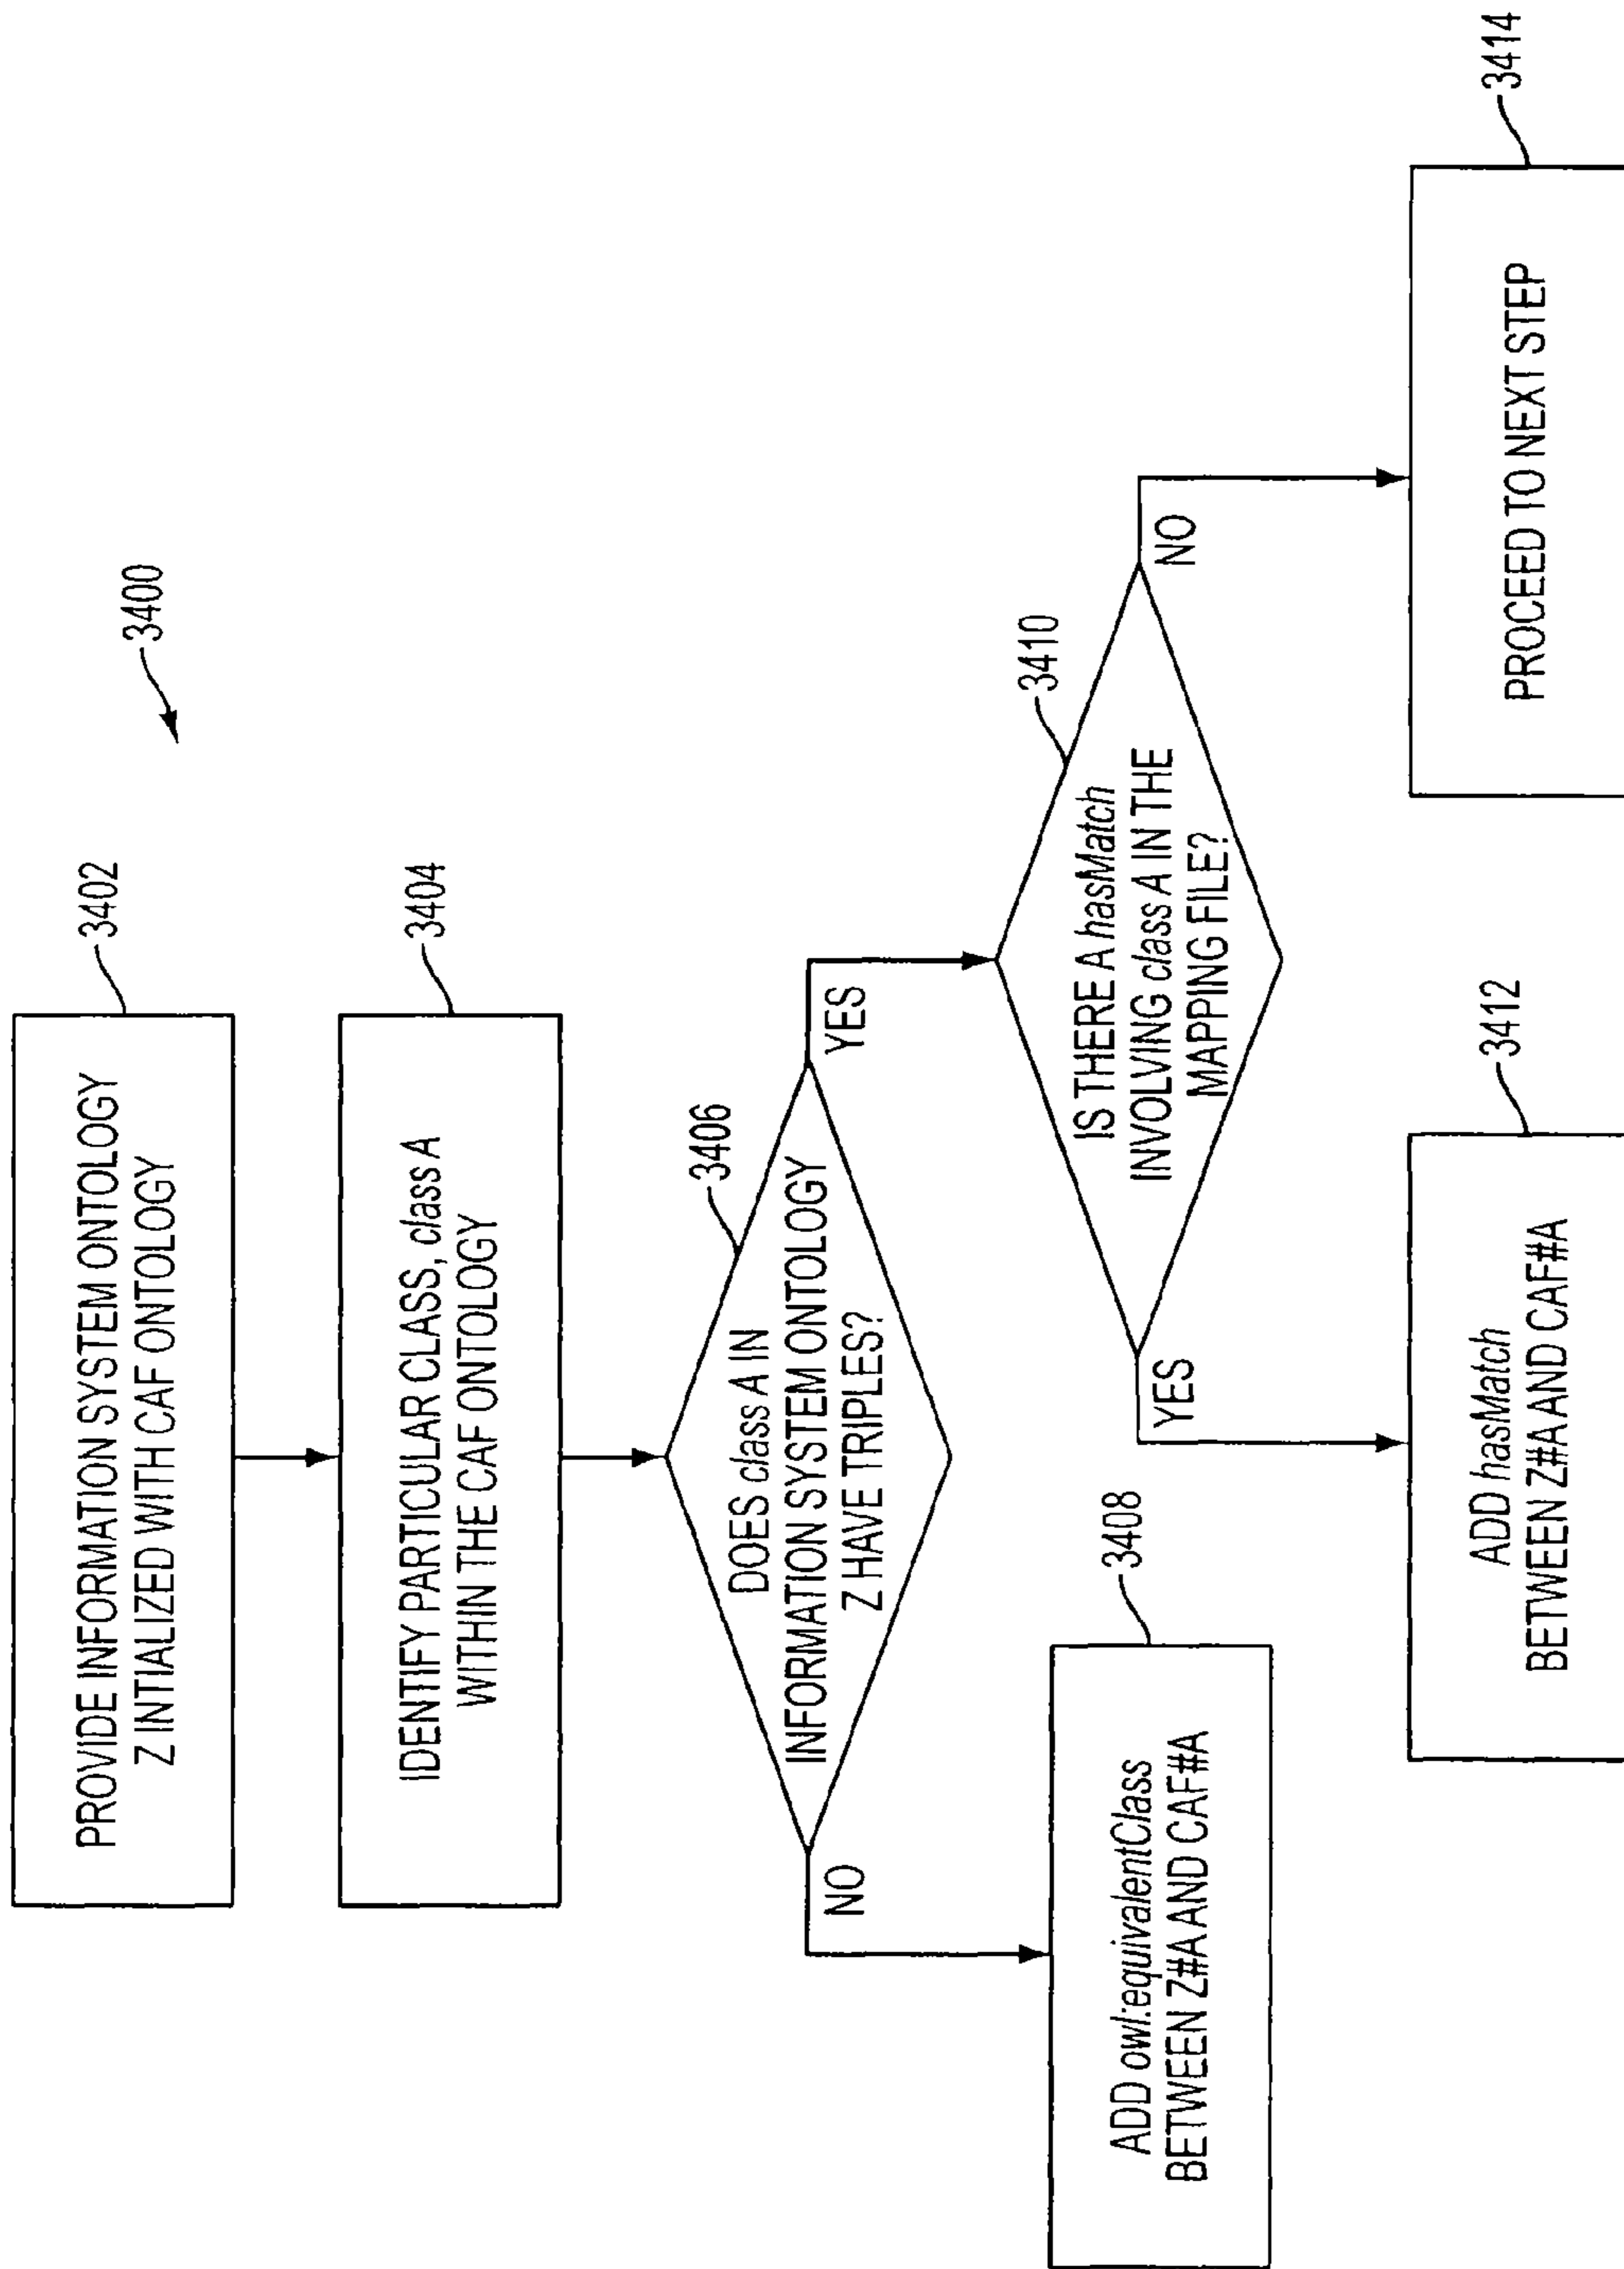 3400
PROVIDE INFORMATION SYSTEM ONTOLOGY
Z INTIALIZED WITH CAF ONTOLOGY
3402
IDENTIFY PARTICULAR CLASS, class A
WITHIN THE CAF ONTOLOGY
3404
DOES class A IN
INFORMATION SYSTEM ONTOLOGY
Z HAVE TRIPLES?
3406
NO
YES
ADD owl:equivalentClass
BETWEEN Z#A AND CAF#A
3408
IS THERE A hasMatch
INVOLVING class A IN THE
MAPPING FILE?
3410
YES
NO
ADD hasMatch
BETWEEN Z#A AND CAF#A
3412
PROCEED TO NEXT STEP
3414